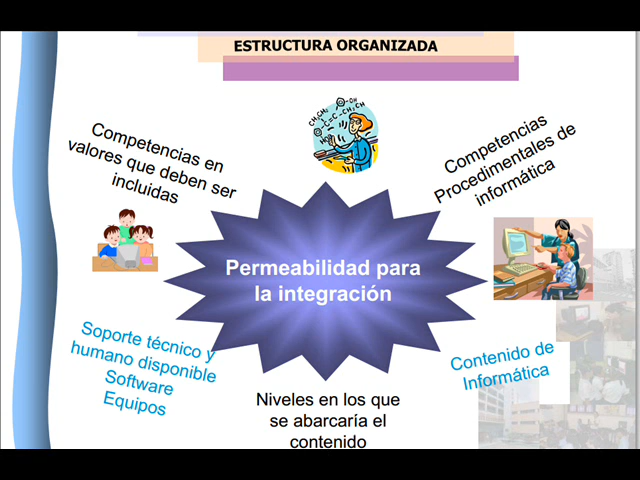 ESTRUCTURA ORGANIZADA
Competencias en
valores que deben ser
incluidas
Competencias
Procedimentales de
informática
Permeabilidad para
la integración
Soporte técnico y
humano disponible
Software
Equipos
Contenido de
Informática
Niveles en los que
se abarcaría el
contenido